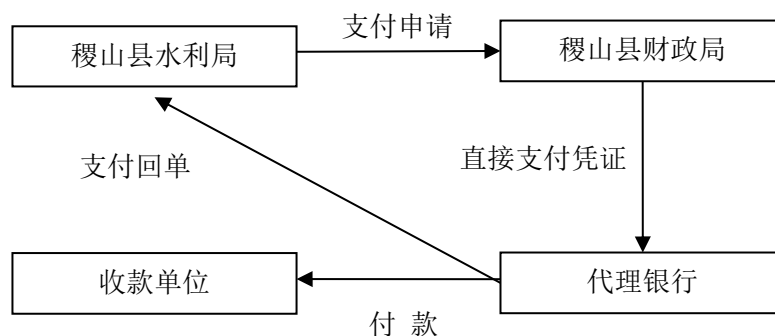 支付申请
稷山县水利局
稷山县财政局
支付回单
直接支付凭证
收款单位
代理银行
付 款